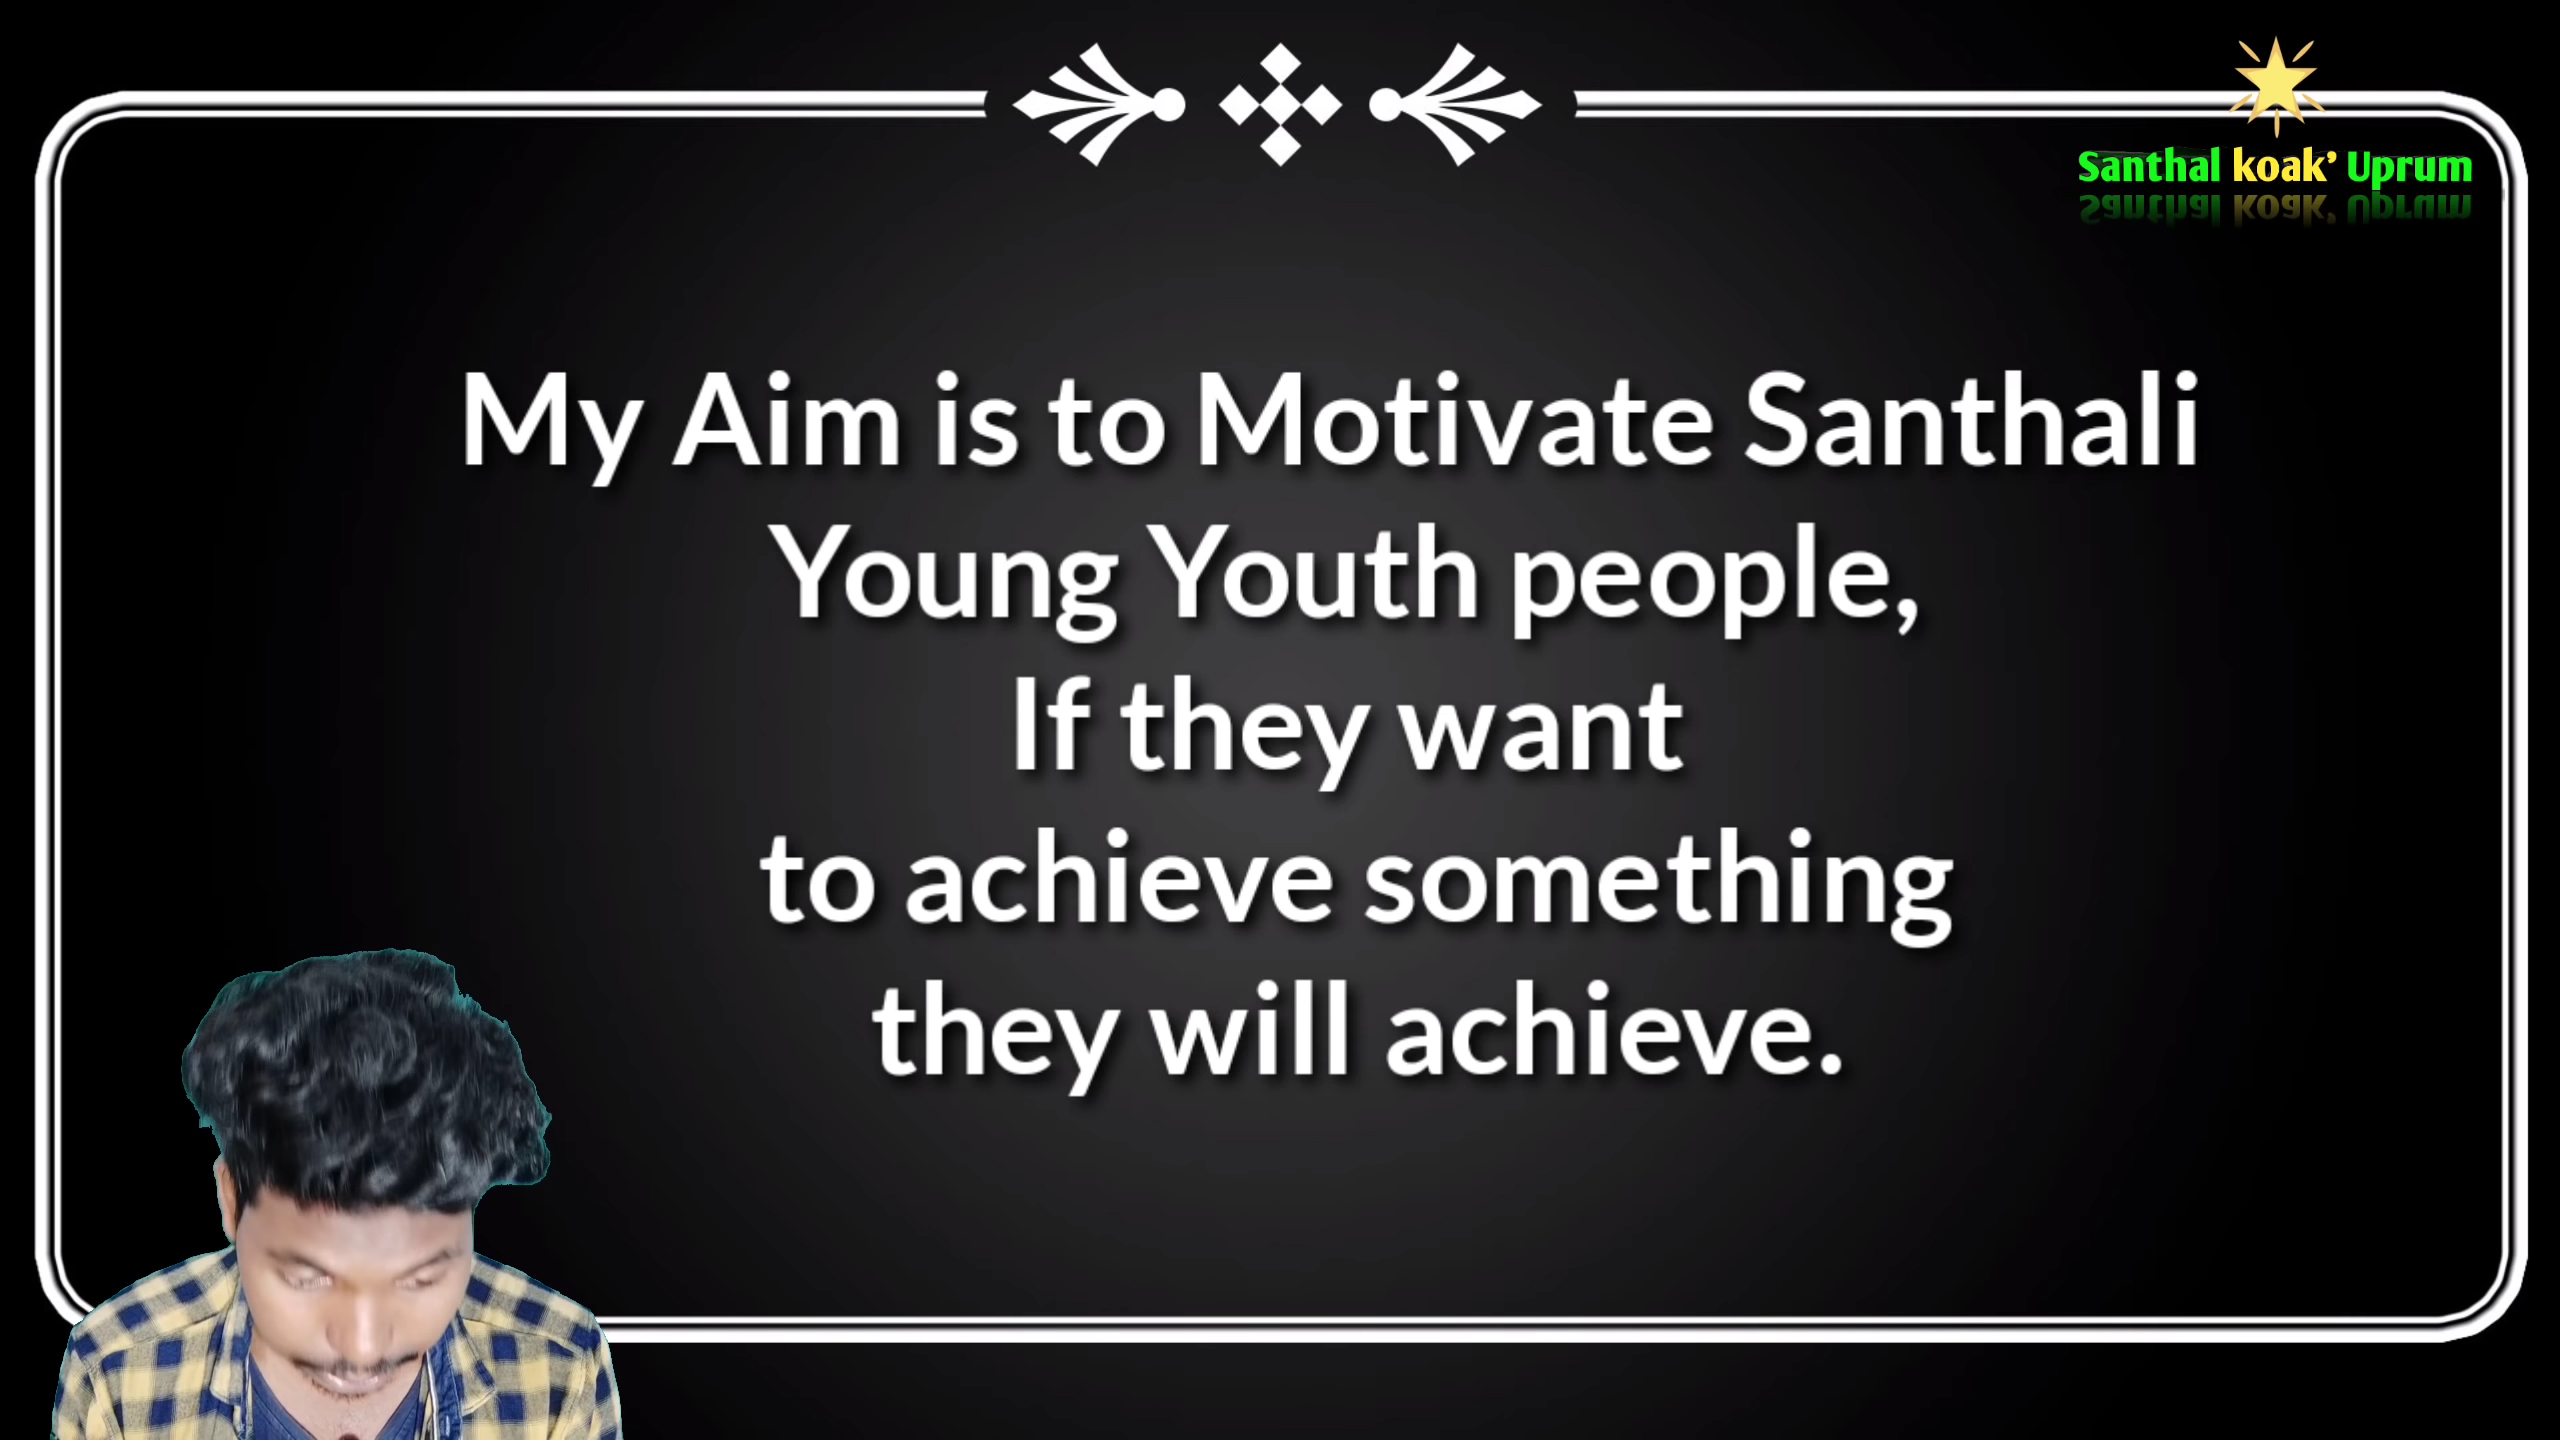 Santhal koak’ Uprum
My Aim is to Motivate Santhali
Young Youth people,
If they want
to achieve something
they will achieve.